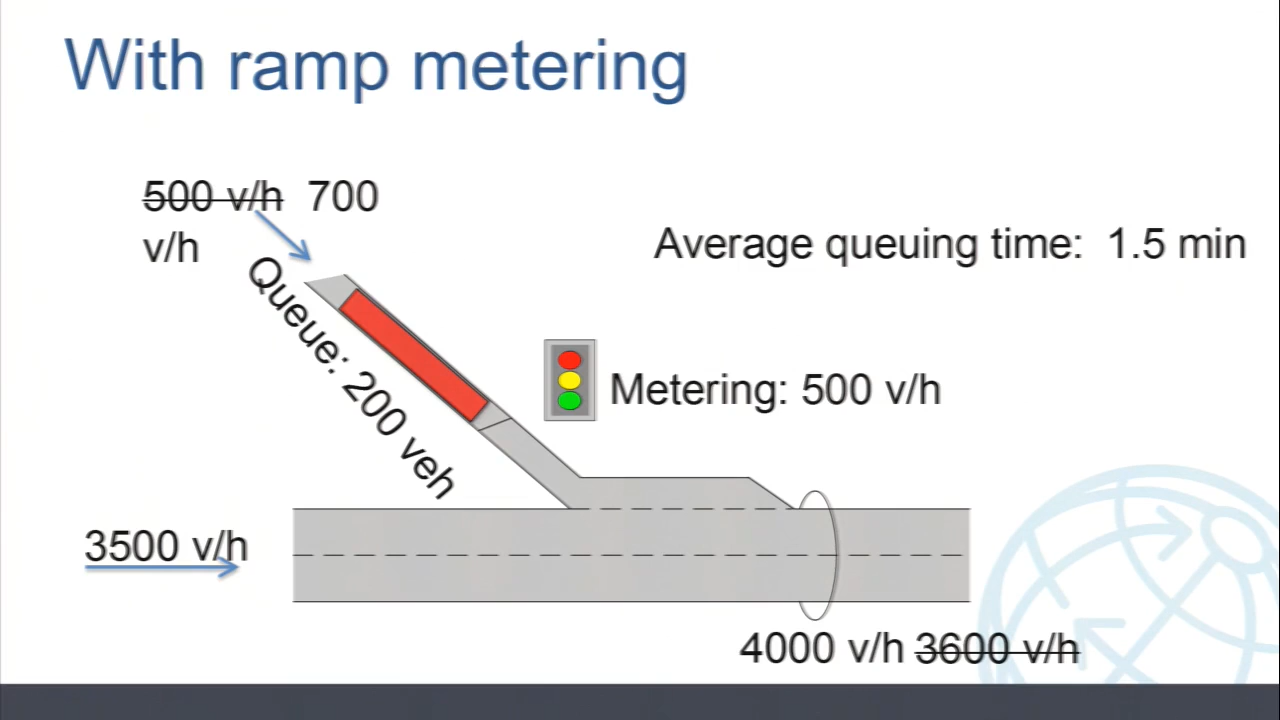 With ramp metering
500 v/h 700
v/h
Average queuing time: 1.5 min
Queue: 200 veh
Metering: 500 v/h
3500 v/h
4000 v/h 3600 v/h